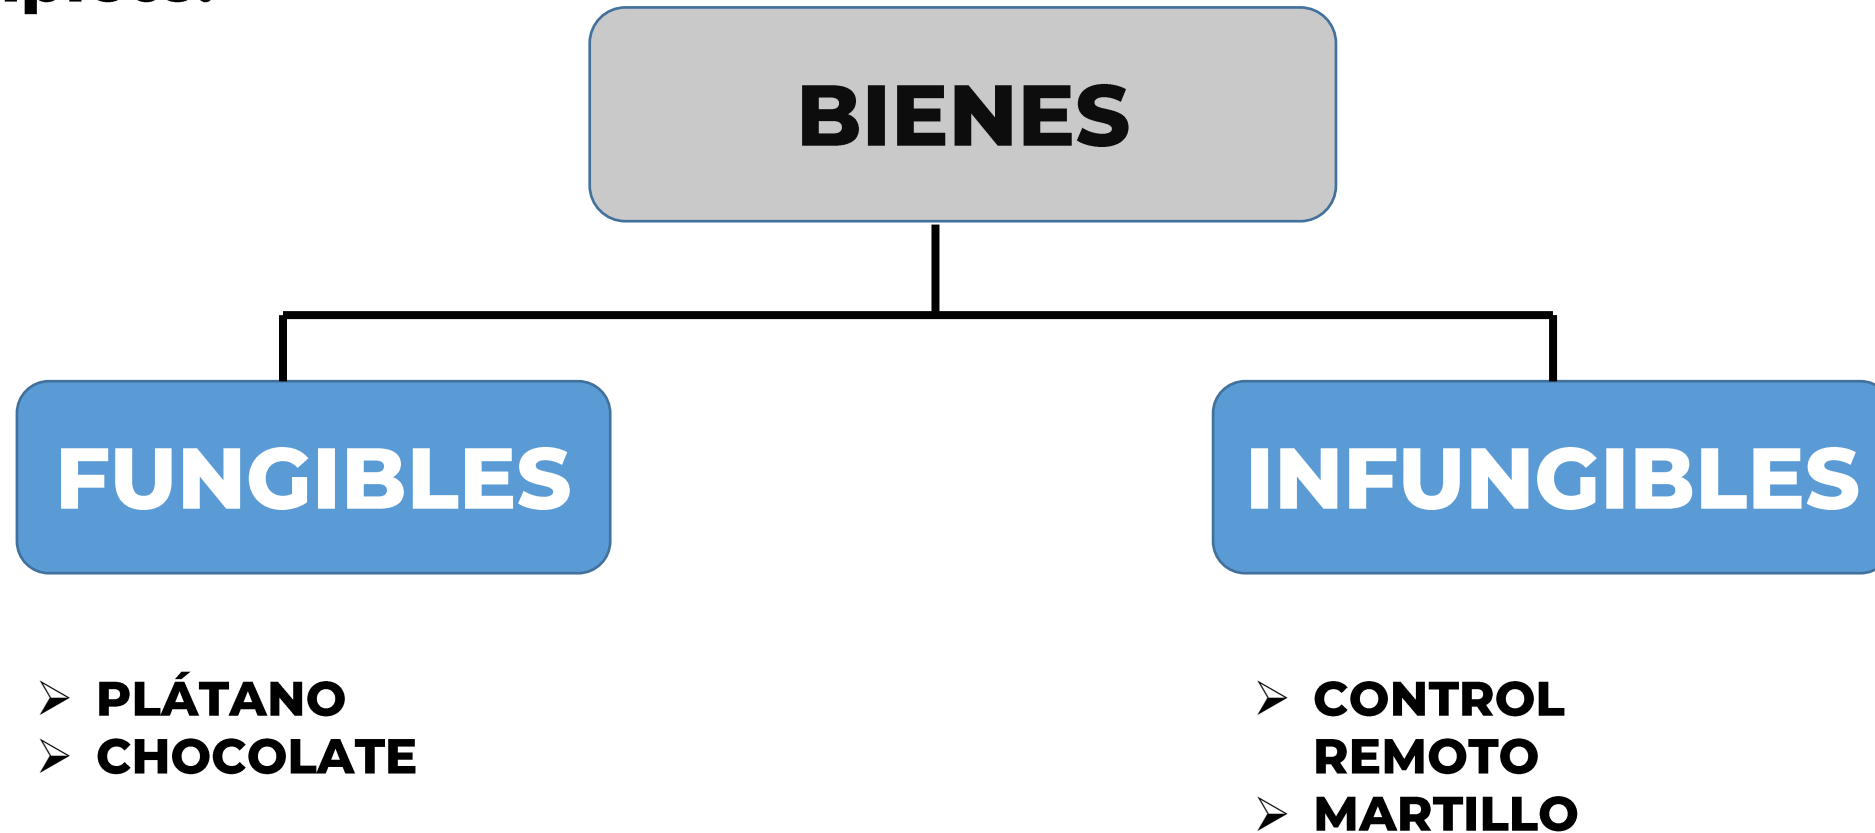 BIENES
FUNGIBLES
INFUNGIBLES
➢ PLÁTANO
➢ CHOCOLATE
➢ CONTROL
REMOTO
➢ MARTILLO